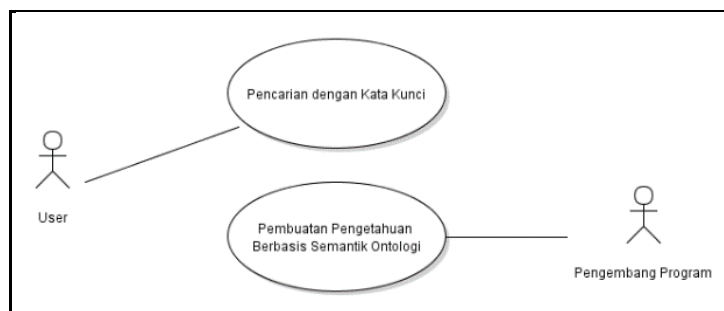 Pencarian dengan Kata Kunci
User
Pembuatan Pengetahuan
Berbasis Semantik Ontologi
Pengembang Program